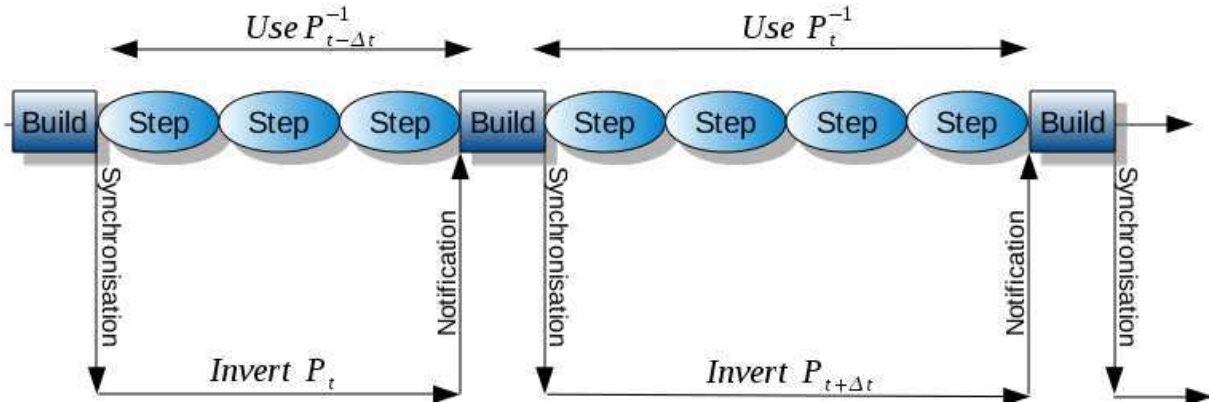 Use P_{t-Δt}^{-1} Use P_t^{-1}
Build Step Step Step Build Step Step Step Step Build
Synchronisation Notification Synchronisation Notification Synchronisation
Invert P_t Invert P_{t+Δt}